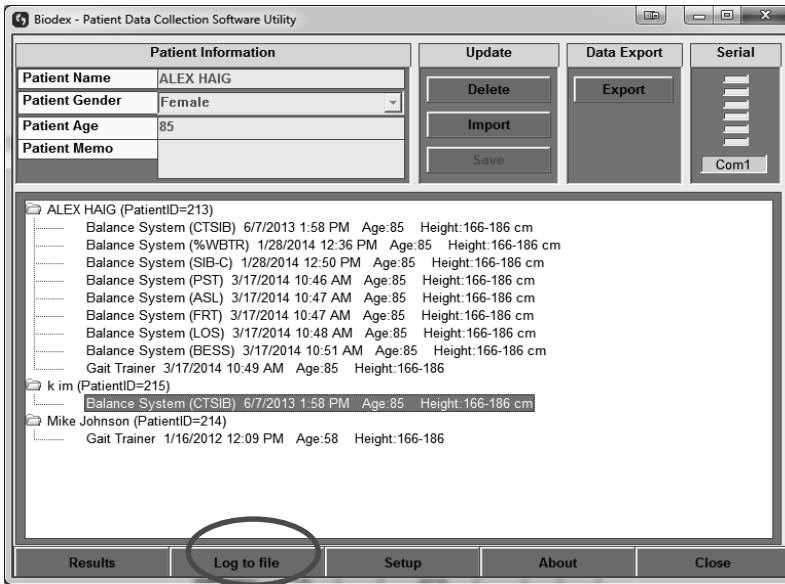 Biodex - Patient Data Collection Software Utility
Patient Information
Update
Data Export
Serial
Patient Name ALEX HAIG
Patient Gender Female
Patient Age 85
Patient Memo
Delete
Import
Save
Export
Com1
ALEX HAIG (PatientID=213)
Balance System (CTSIB) 6/7/2013 1:58 PM Age:85 Height:166-186 cm
Balance System (%WBTR) 1/28/2014 12:36 PM Age:85 Height:166-186 cm
Balance System (SIB-C) 1/28/2014 12:50 PM Age:85 Height:166-186 cm
Balance System (PST) 3/17/2014 10:46 AM Age:85 Height:166-186 cm
Balance System (ASL) 3/17/2014 10:47 AM Age:85 Height:166-186 cm
Balance System (FRT) 3/17/2014 10:47 AM Age:85 Height:166-186 cm
Balance System (LOS) 3/17/2014 10:48 AM Age:85 Height:166-186 cm
Balance System (BESS) 3/17/2014 10:51 AM Age:85 Height:166-186 cm
Gait Trainer 3/17/2014 10:49 AM Age:85 Height:166-186
k im (PatientID=215)
Balance System (CTSIB) 6/7/2013 1:58 PM Age:85 Height:166-186 cm
Mike Johnson (PatientID=214)
Gait Trainer 1/16/2012 12:09 PM Age:58 Height:166-186
Results
Log to file
Setup
About
Close